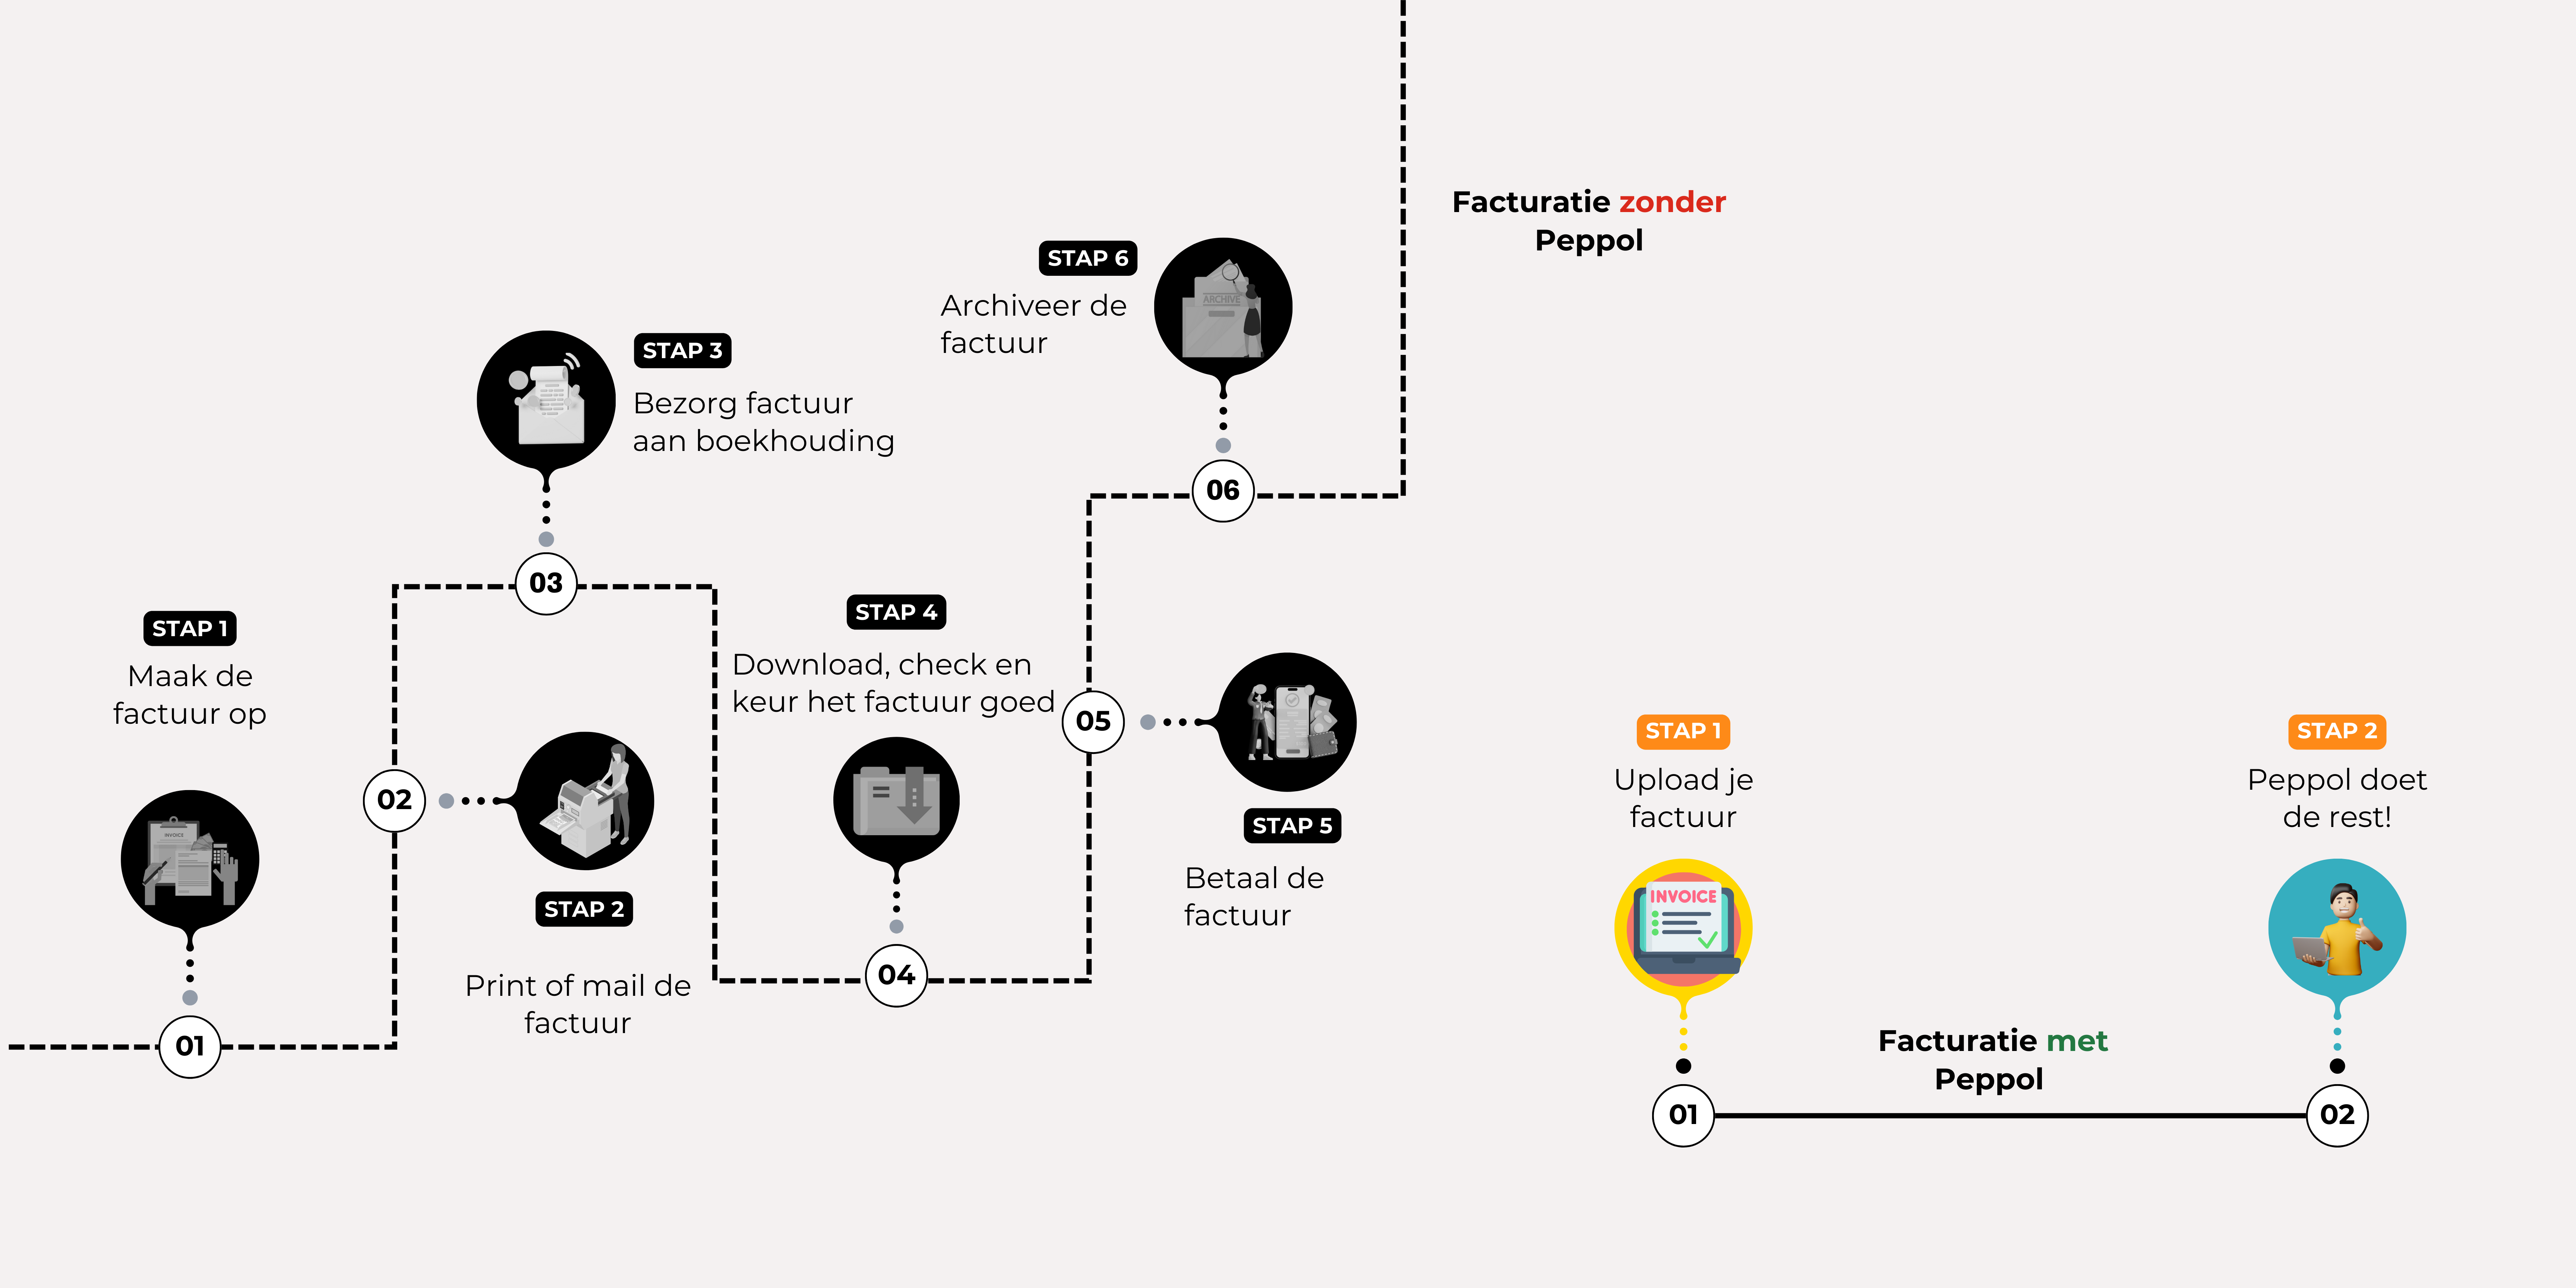 STAP 1
Maak de
factuur op
INVOICE
01
02
STAP 2
Print of mail de
factuur
STAP 3
Bezorg factuur
aan boekhouding
03
STAP 4
Download, check en
keur het factuur goed
04
05
STAP 5
Betaal de
factuur
STAP 6
Archiveer de
factuur
ARCHIVE
06
Facturatie zonder
Peppol
STAP 1
Upload je
factuur
INVOICE
01
Facturatie met
Peppol
STAP 2
Peppol doet
de rest!
02